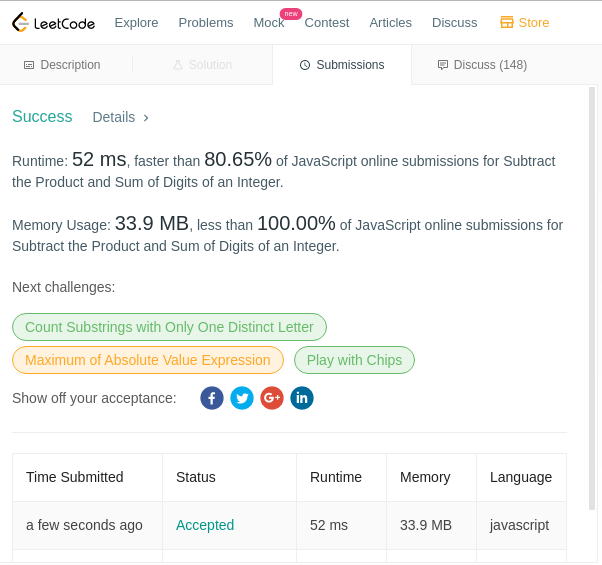 LeetCode Explore Problems Mock new Contest Articles Discuss Store
Description Solution Submissions Discuss (148)
Success Details >
Runtime: 52 ms, faster than 80.65% of JavaScript online submissions for Subtract
the Product and Sum of Digits of an Integer.
Memory Usage: 33.9 MB, less than 100.00% of JavaScript online submissions for
Subtract the Product and Sum of Digits of an Integer.
Next challenges:
Count Substrings with Only One Distinct Letter
Maximum of Absolute Value Expression Play with Chips
Show off your acceptance: f G+ in
Time Submitted Status Runtime Memory Language
a few seconds ago Accepted 52 ms 33.9 MB javascript